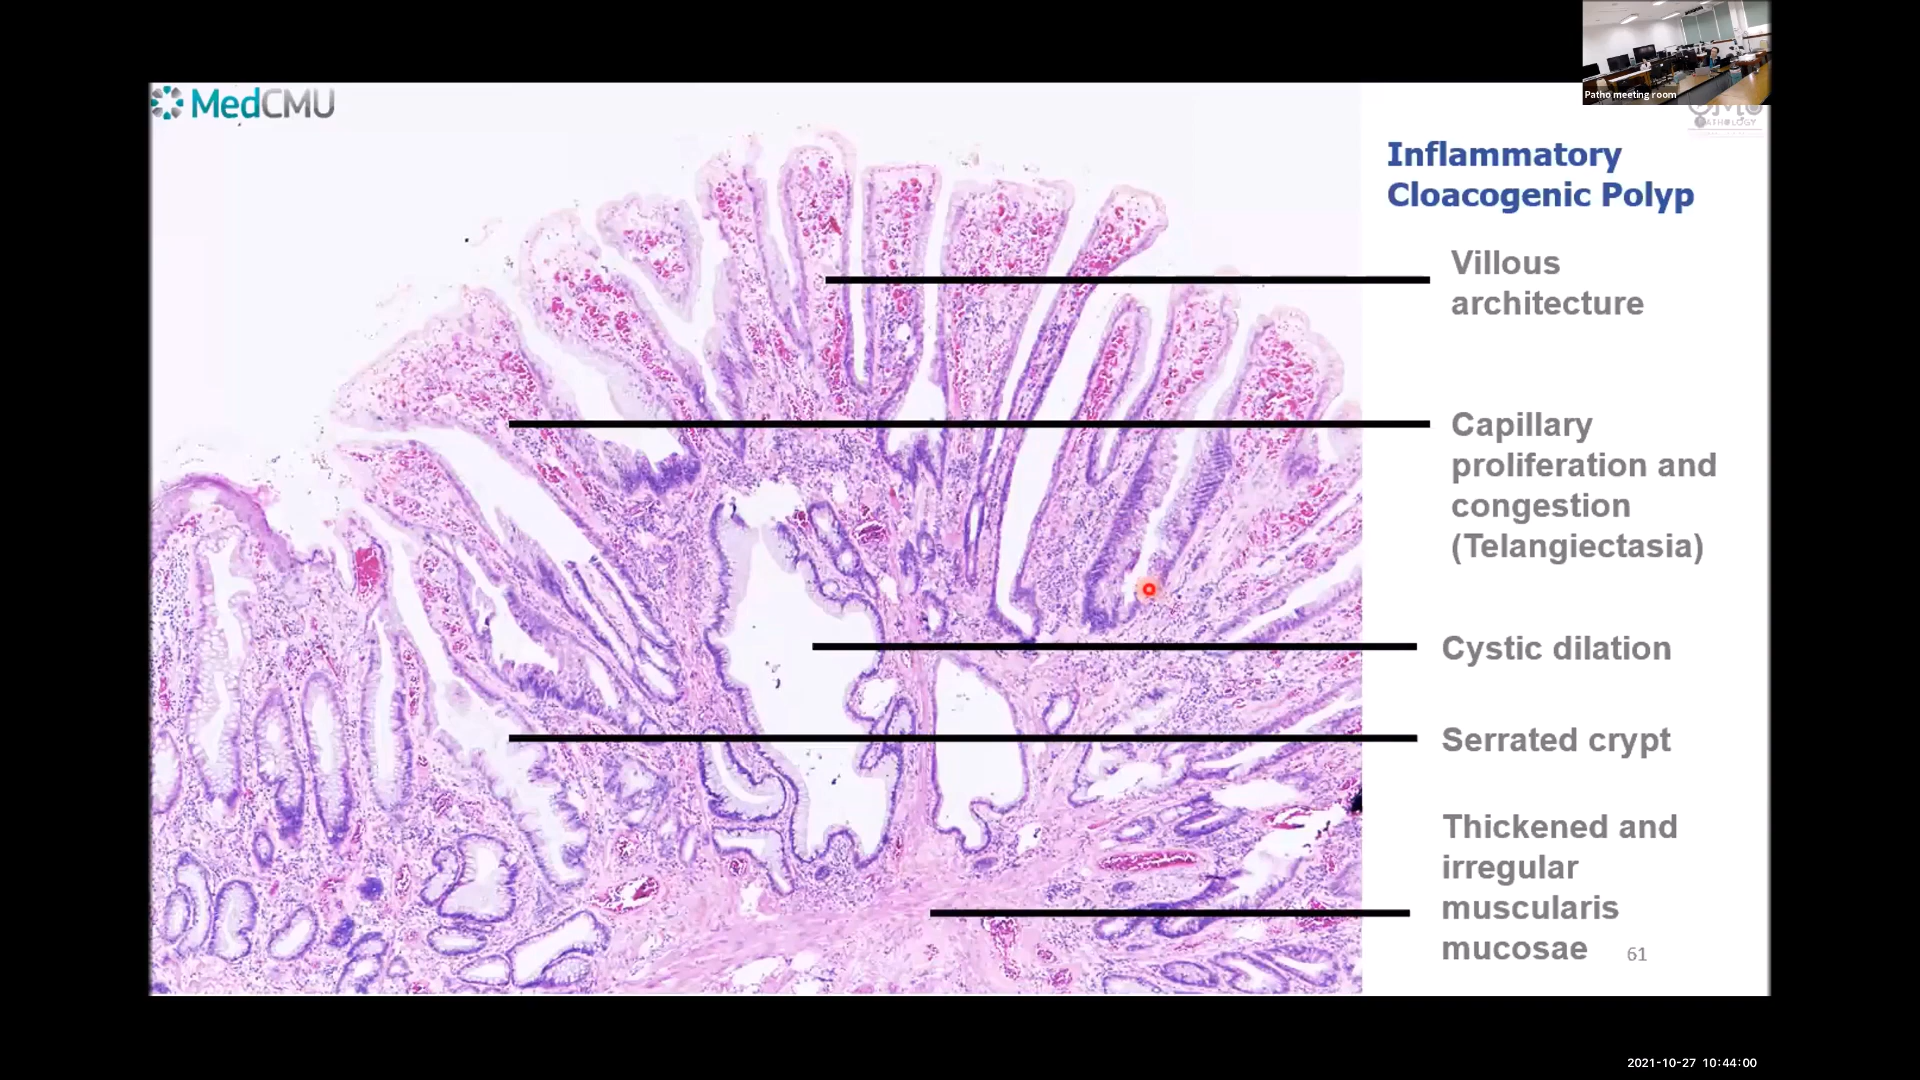 MedCMU
Patho meeting room
PATHOLOGY
Inflammatory
Cloacogenic Polyp
Villous
architecture
Capillary
proliferation and
congestion
(Telangiectasia)
Cystic dilation
Serrated crypt
Thickened and
irregular
muscularis
mucosae
61
2021-10-27 10:44:00